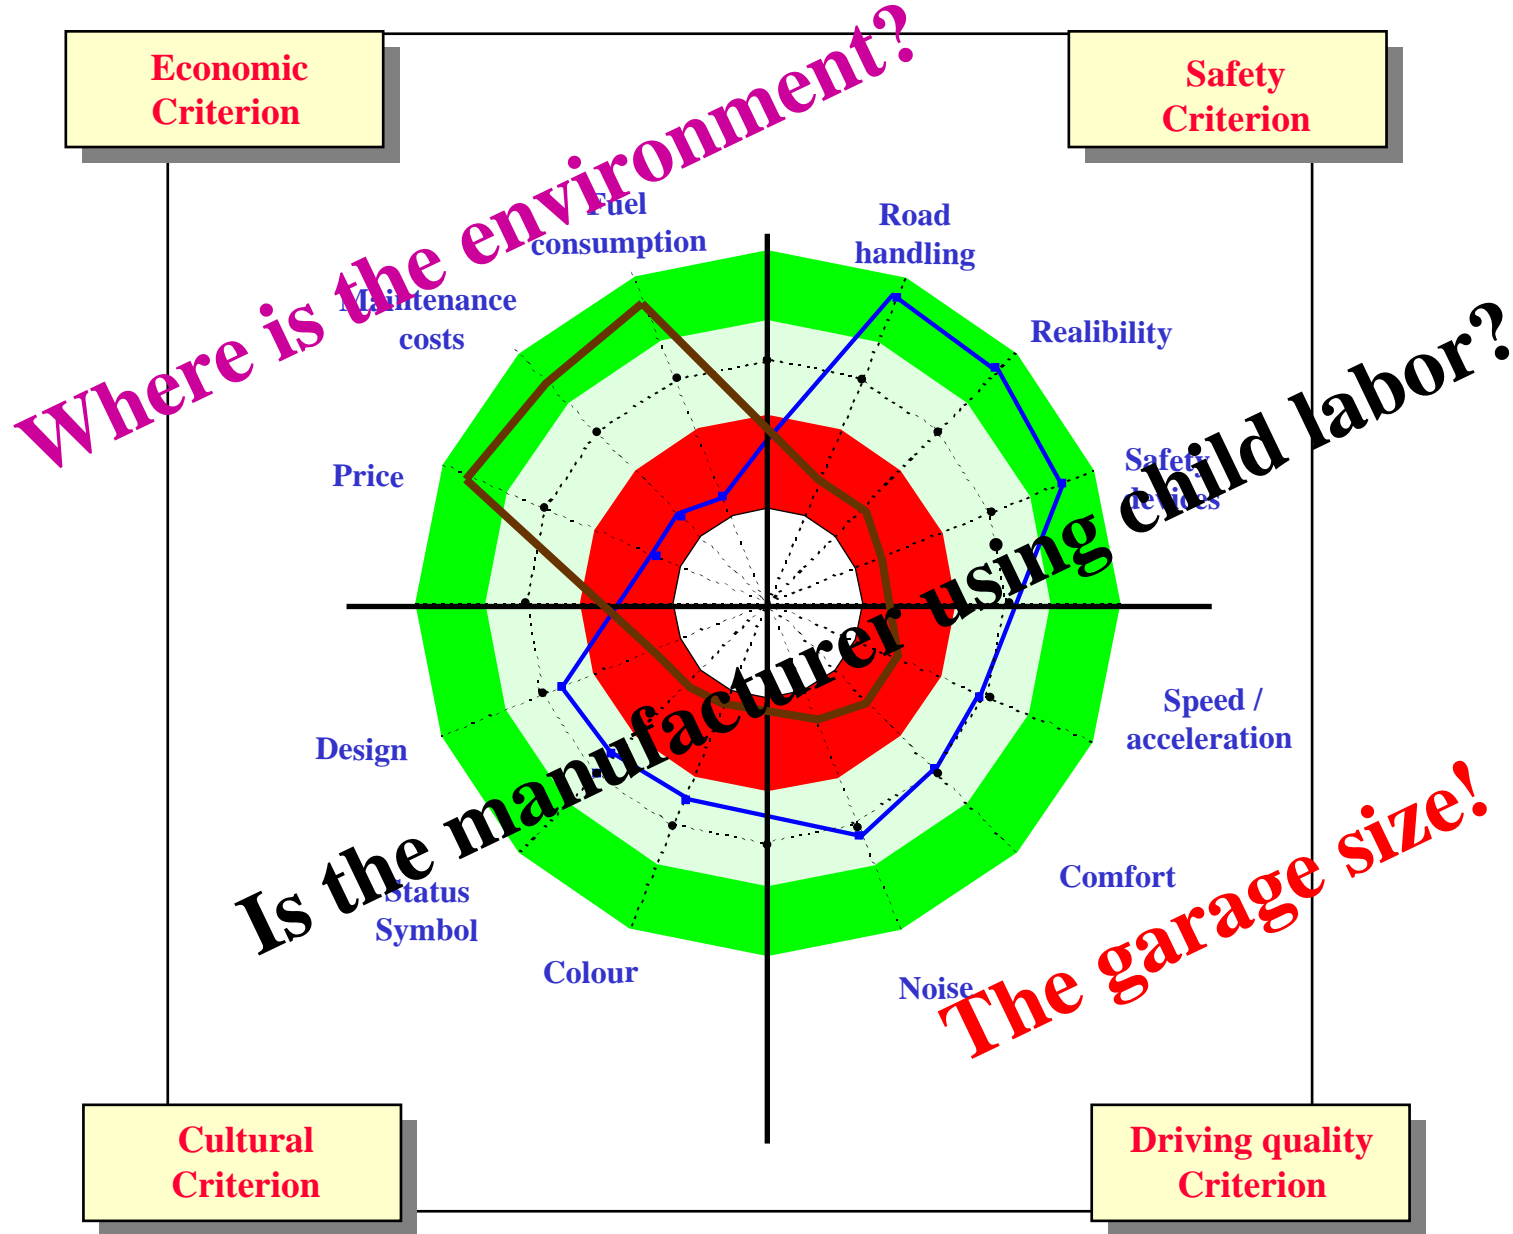 Economic
Criterion
Safety
Criterion
Where is the environment?
Fuel
consumption
Road
handling
Maintenance
costs
Realibility
Price
Safety
devices
Is the manufacturer using child labor?
Design
Speed /
acceleration
Status
Symbol
Comfort
Colour
Noise
The garage size!
Cultural
Criterion
Driving quality
Criterion